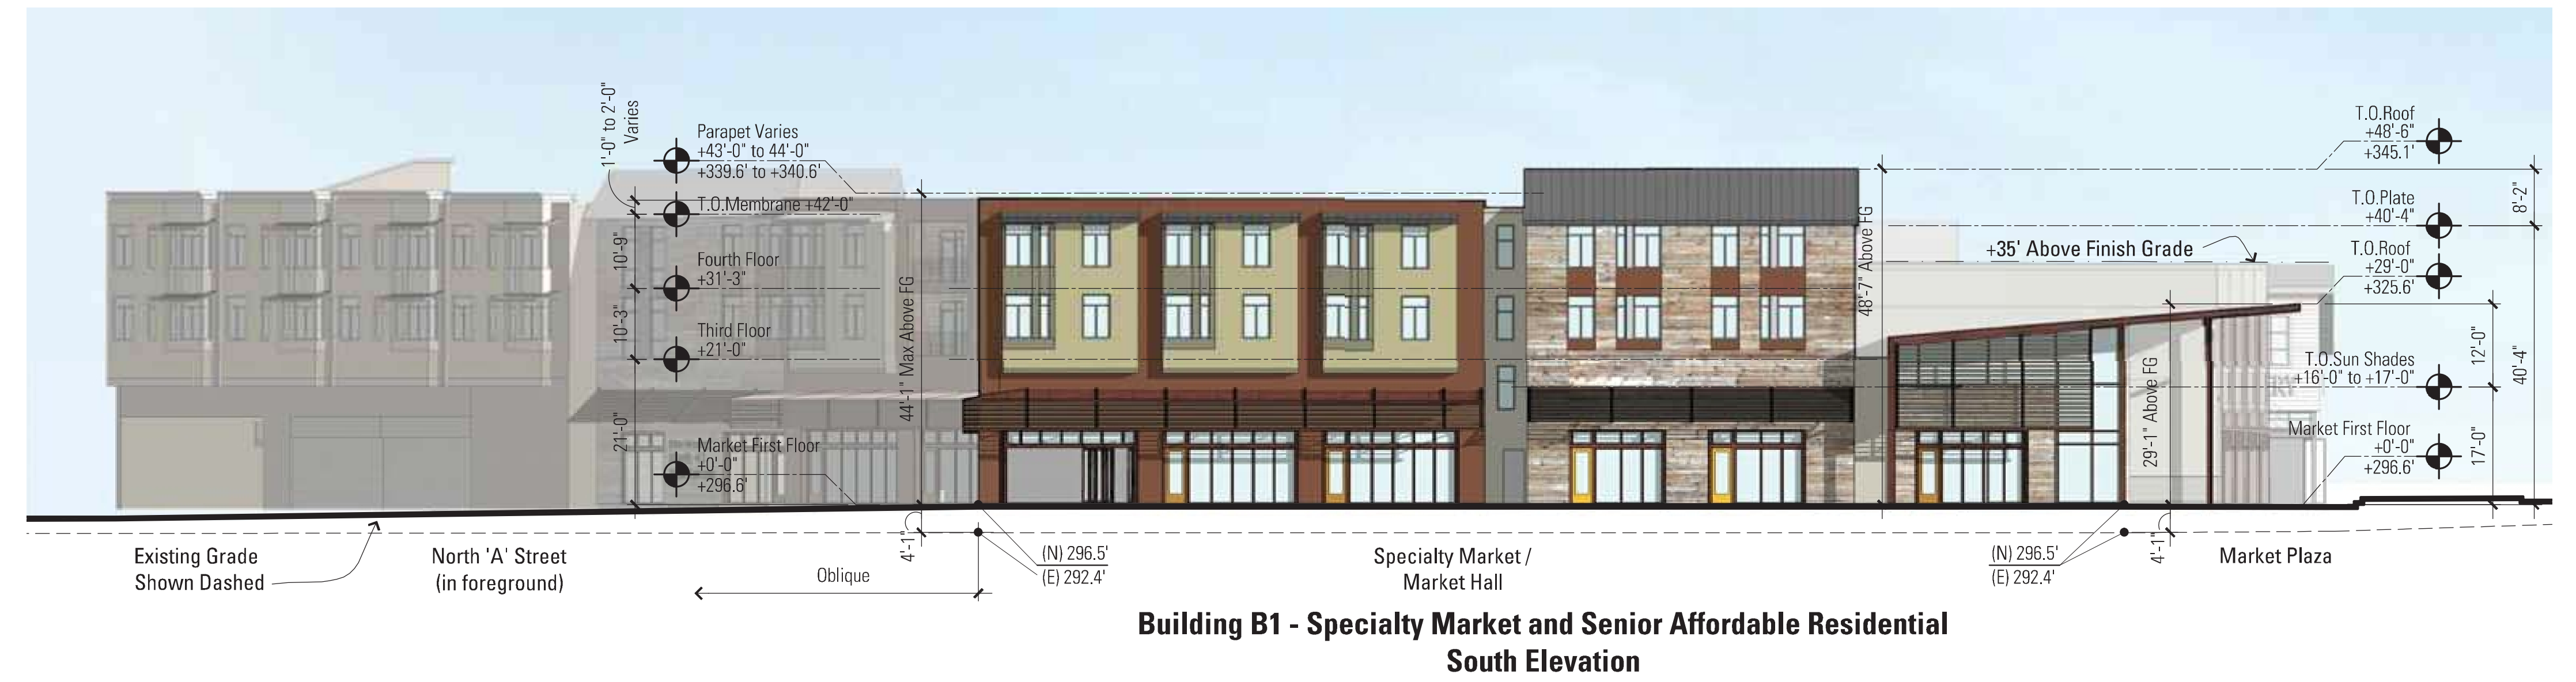 1'-0" to 2'-0"
Varies
Parapet Varies
+43'-0" to 44'-0"
+339.6' to +340.6'
T.O.Membrane +42'-0"
10'-9"
Fourth Floor
+31'-3"
10'-3"
Third Floor
+21'-0"
21'-0"
Market First Floor
+0'-0"
+296.6'
44'-1" Max Above FG
48'-7" Above FG
+35' Above Finish Grade
29'-1" Above FG
T.O.Roof
+48'-6"
+345.1'
8'-2"
T.O.Plate
+40'-4"
T.O.Roof
+29'-0"
+325.6'
12'-0"
40'-4"
T.O.Sun Shades
+16'-0" to +17'-0"
Market First Floor
+0'-0"
+296.6'
17'-0"
Existing Grade
Shown Dashed
North 'A' Street
(in foreground)
4'-1"
Oblique
(N) 296.5'
(E) 292.4'
Specialty Market /
Market Hall
(N) 296.5'
(E) 292.4'
4'-1"
Market Plaza
Building B1 - Specialty Market and Senior Affordable Residential
South Elevation